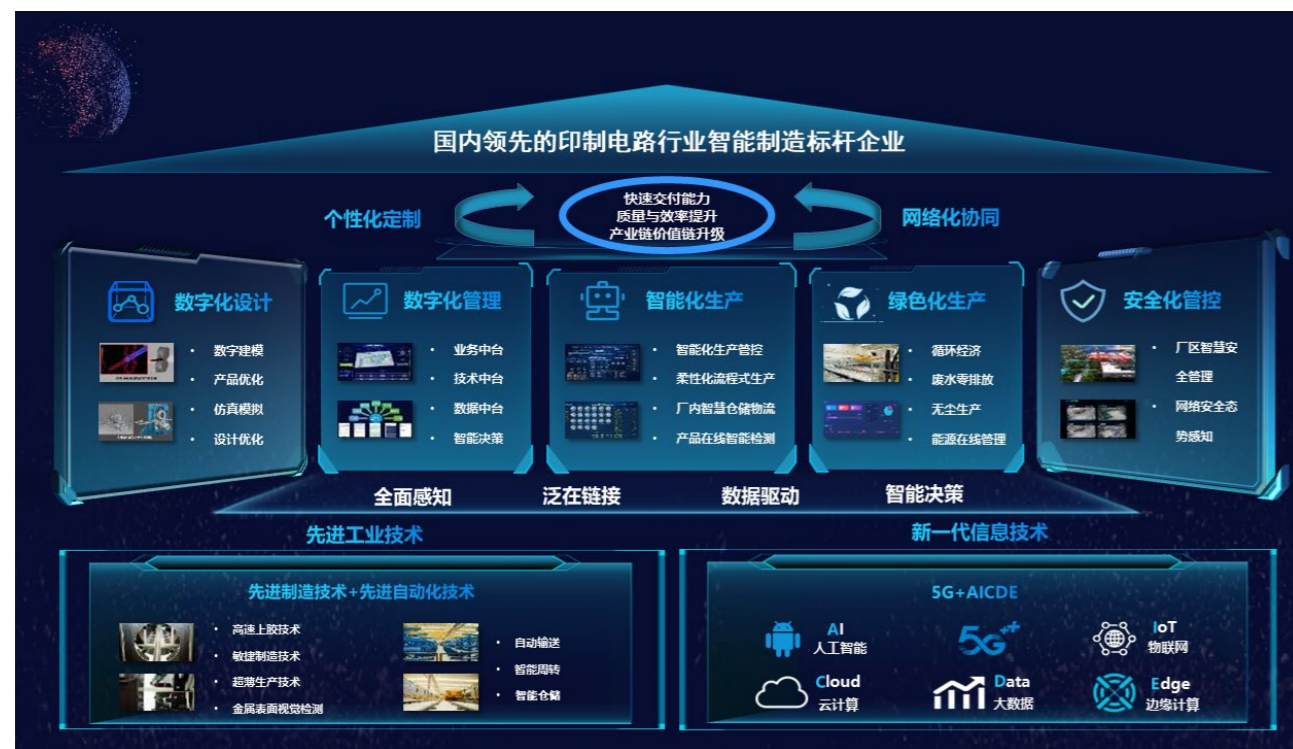 国内领先的印制电路行业智能制造标杆企业
个性化定制
快速交付能力
质量与效率提升
产业链价值链升级
网络化协同
数字化设计
• 数字建模
• 产品优化
• 仿真模拟
• 设计优化
数字化管理
• 业务中台
• 技术中台
• 数据中台
• 智能决策
智能化生产
• 智能化生产管控
• 柔性化流程式生产
• 厂内智慧仓储物流
• 产品在线智能检测
绿色化生产
• 循环经济
• 废水零排放
• 无尘生产
• 能源在线管理
安全化管控
• 厂区智慧安
全管理
• 网络安全态
势感知
全面感知
泛在链接
数据驱动
智能决策
先进工业技术
先进制造技术+先进自动化技术
• 高速上胶技术
• 敏捷制造技术
• 超薄生产技术
• 金属表面视觉检测
• 自动输送
• 智能周转
• 智能仓储
新一代信息技术
5G+AICDE
AI
人工智能
5G++
IoT
物联网
Cloud
云计算
Data
大数据
Edge
边缘计算